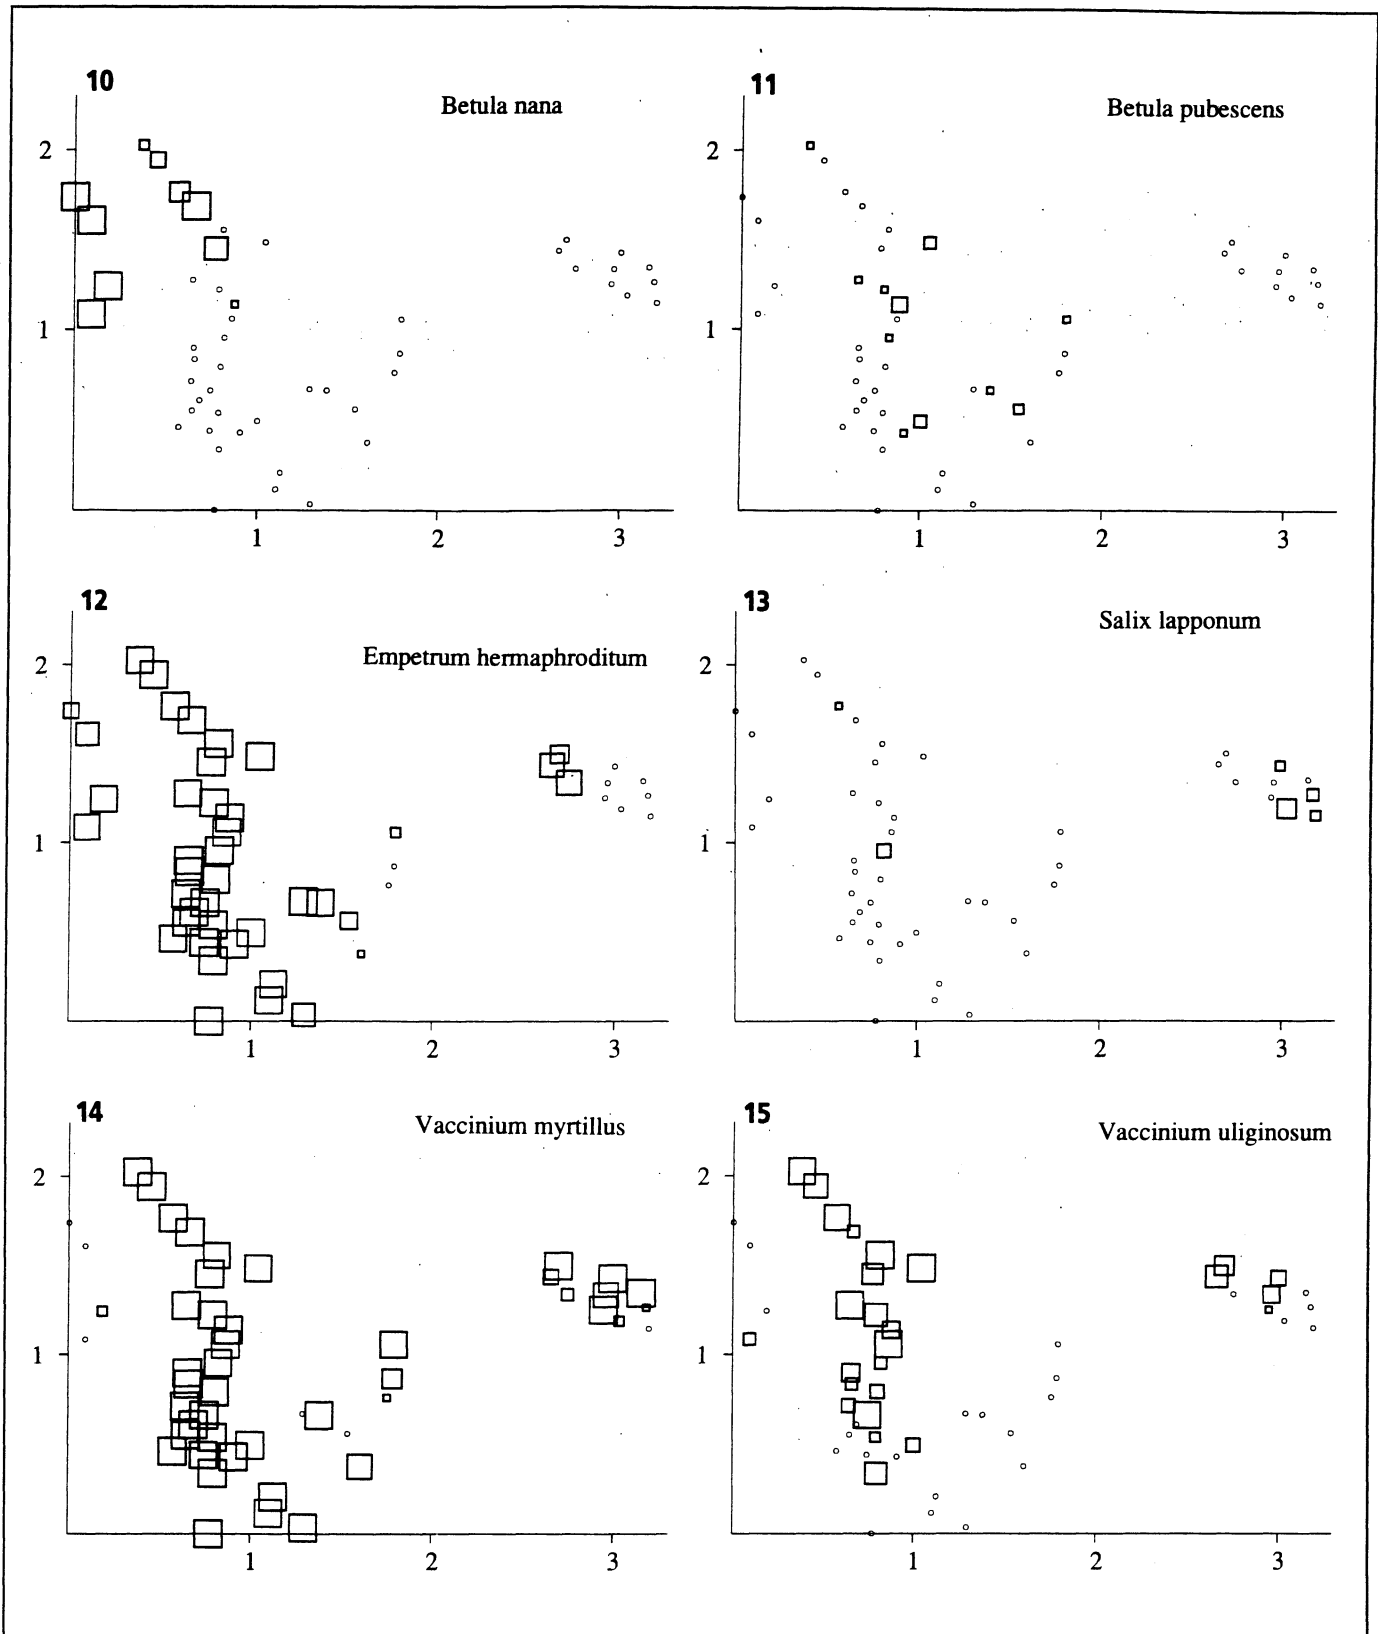 10
Betula nana
2
1
1 2 3
11
Betula pubescens
2
1
1 2 3
12
Empetrum hermaphroditum
2
1
1 2 3
13
Salix lapponum
2
1
1 2 3
14
Vaccinium myrtillus
2
1
1 2 3
15
Vaccinium uliginosum
2
1
1 2 3